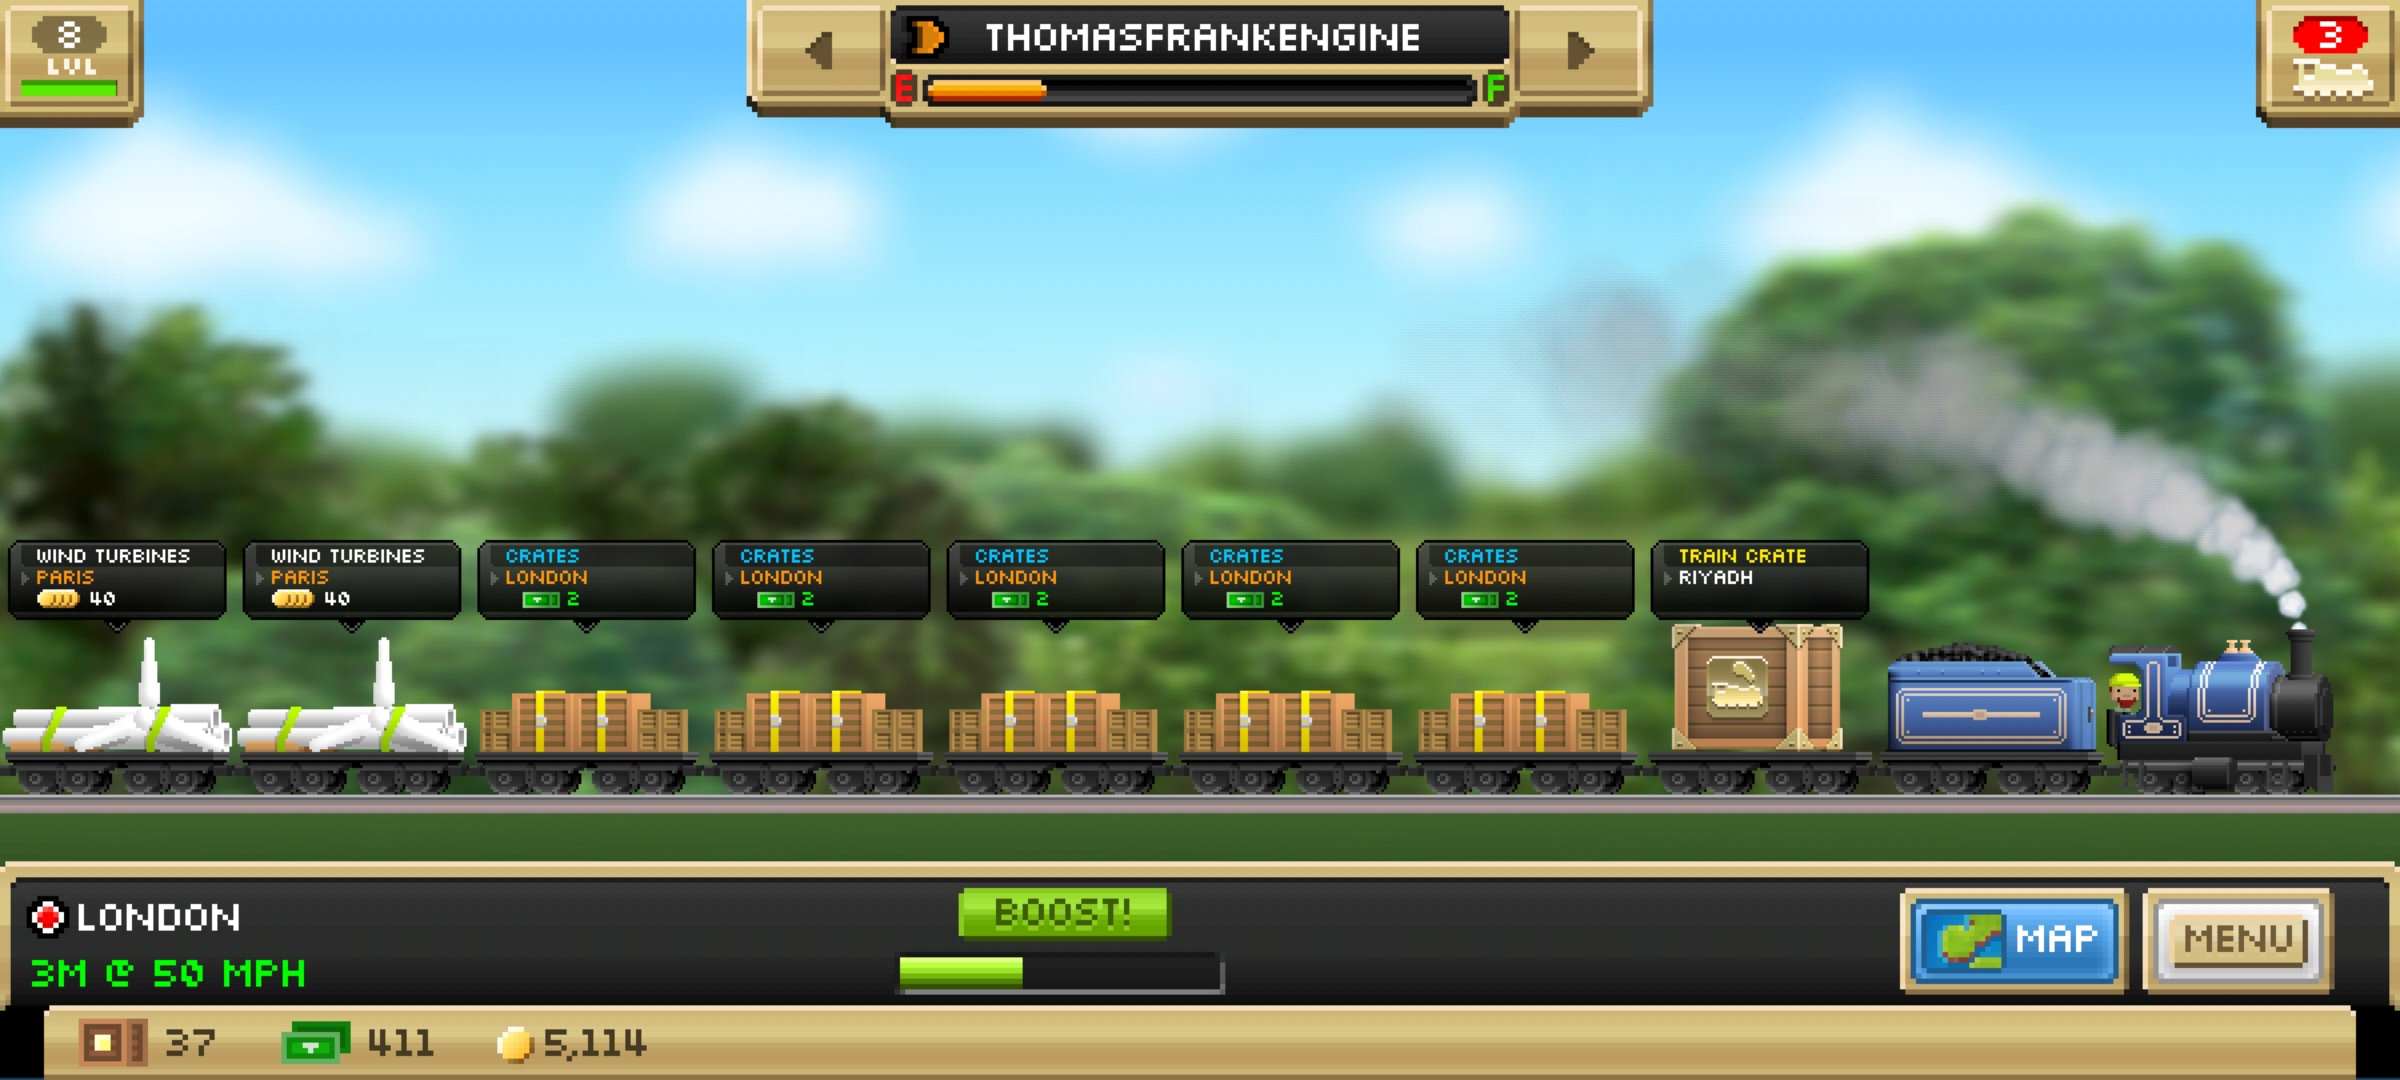 8
LVL
THOMASFRANKENGINE
E F
3
WIND TURBINES
PARIS
40
WIND TURBINES
PARIS
40
CRATES
LONDON
2
CRATES
LONDON
2
CRATES
LONDON
2
CRATES
LONDON
2
CRATES
LONDON
2
TRAIN CRATE
RIYADH
LONDON
3M @ 50 MPH
BOOST!
MAP
MENU
37
411
5,114